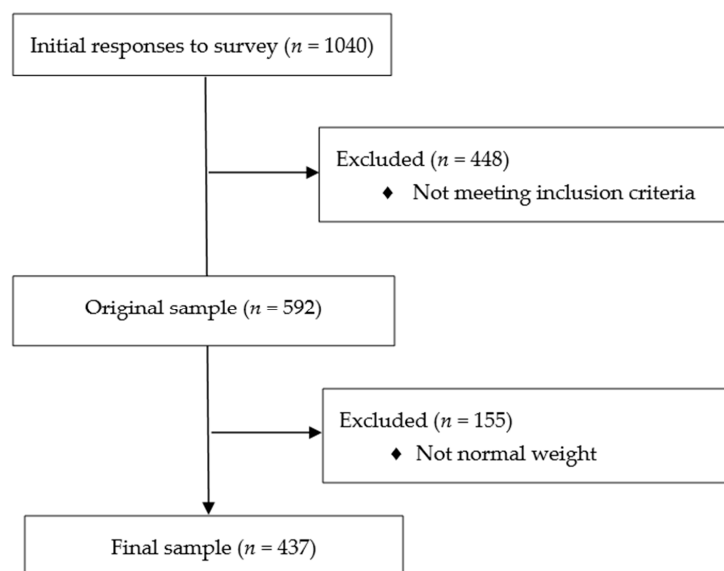 Initial responses to survey (n = 1040)
Excluded (n = 448)
♦ Not meeting inclusion criteria
Original sample (n = 592)
Excluded (n = 155)
♦ Not normal weight
Final sample (n = 437)